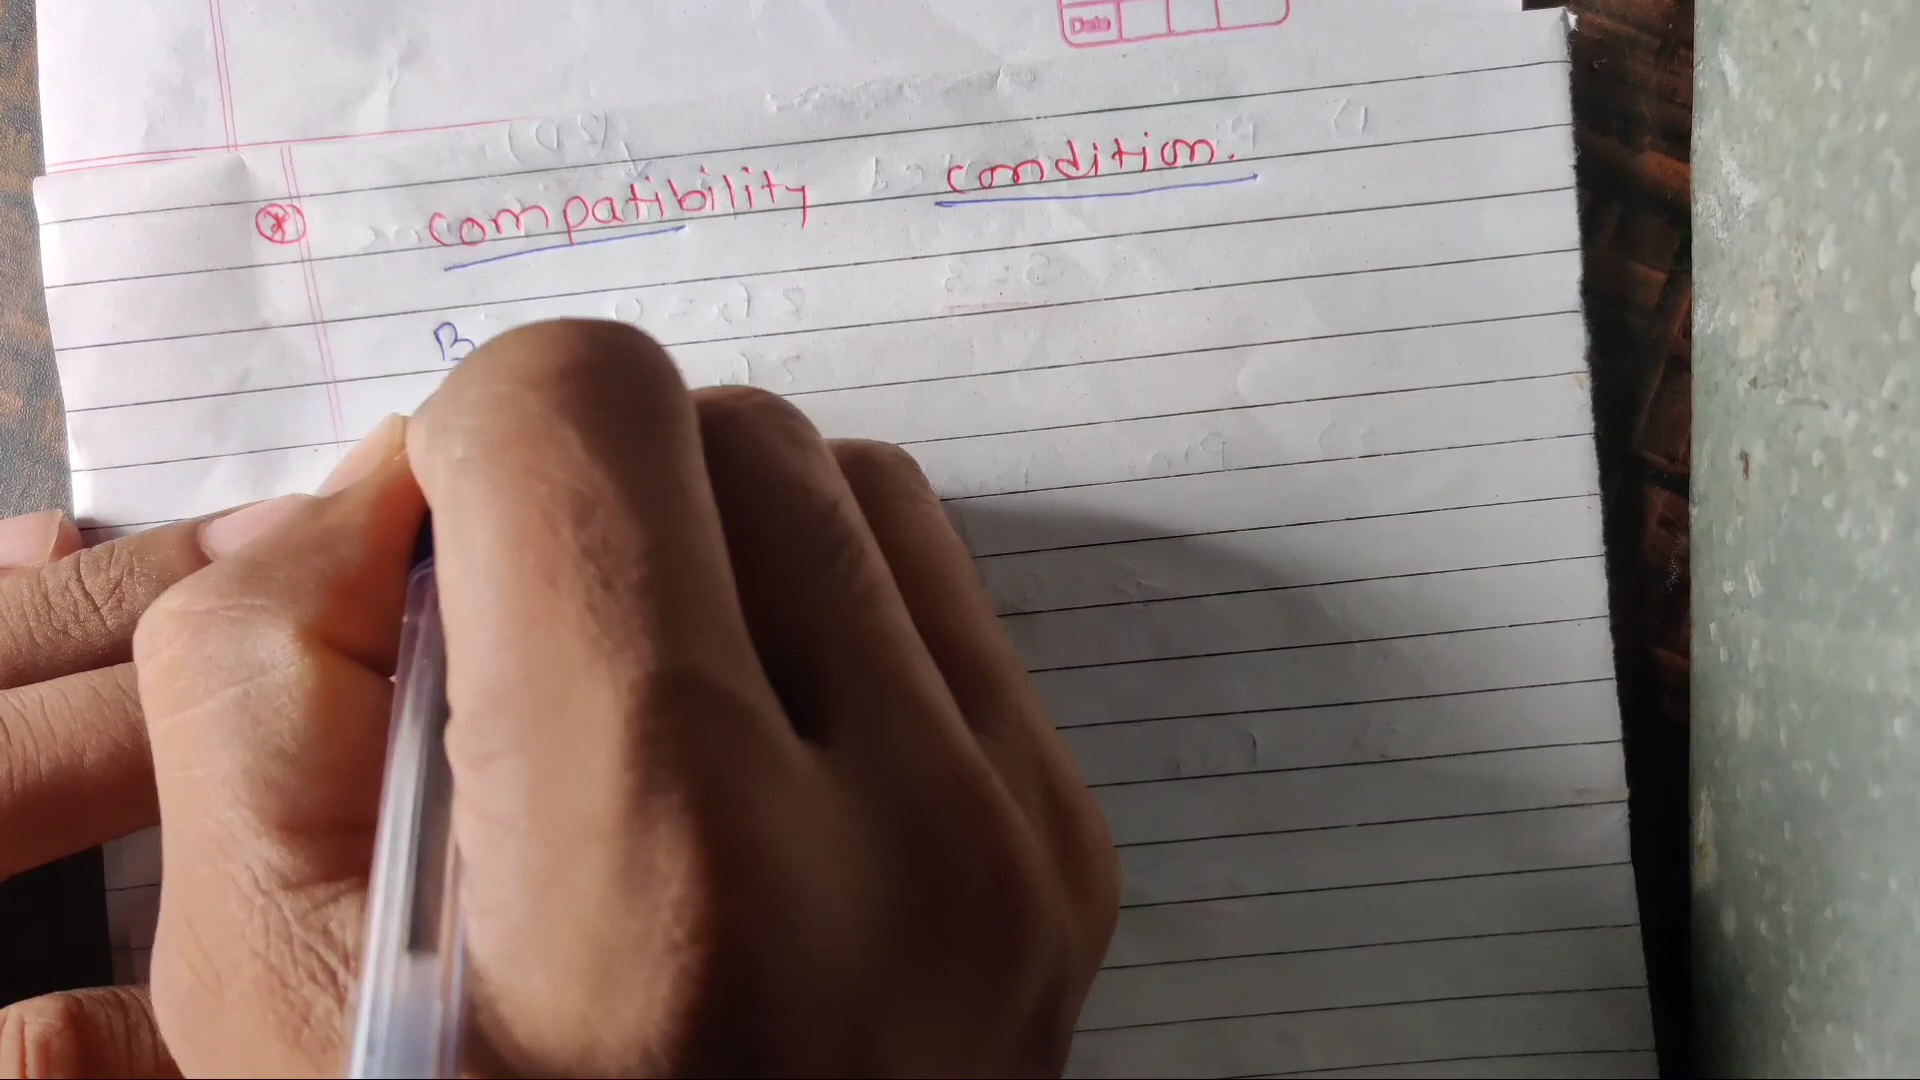 Date
⊛ compatibility condition.
B